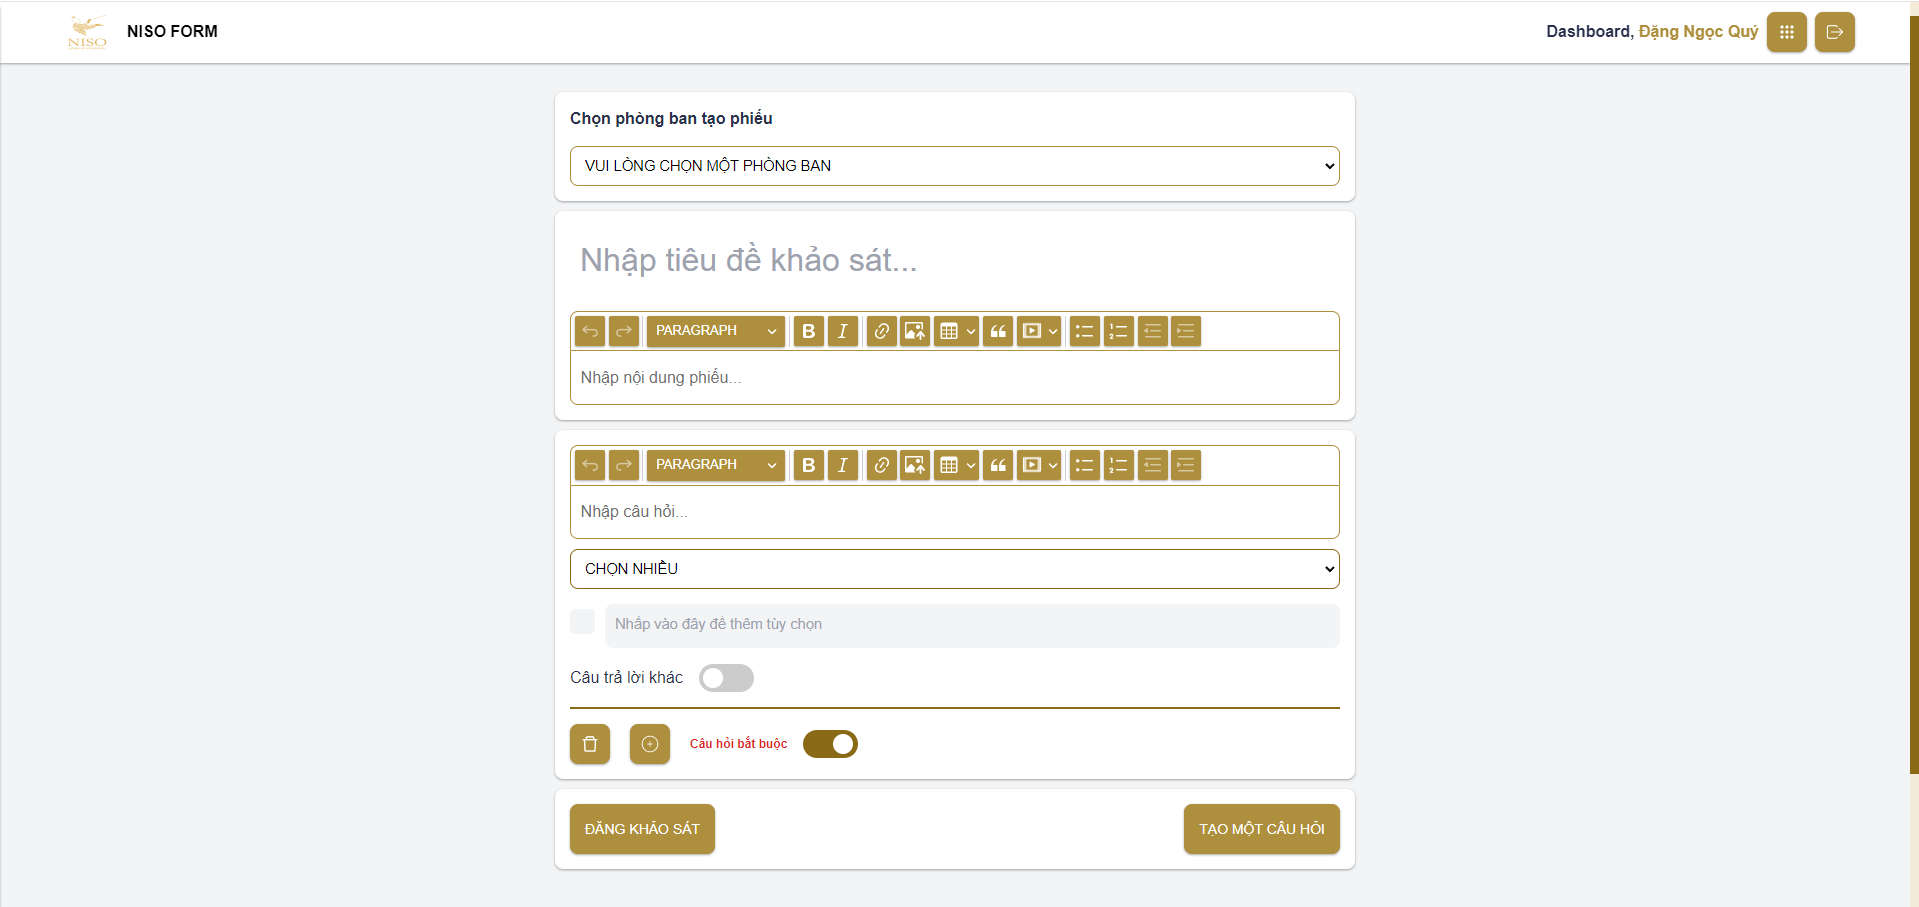 NISO
NISO FORM
Dashboard, Đặng Ngọc Quý
Chọn phòng ban tạo phiếu
VUI LÒNG CHỌN MỘT PHÒNG BAN
Nhập tiêu đề khảo sát...
PARAGRAPH
B I
Nhập nội dung phiếu...
PARAGRAPH
B I
Nhập câu hỏi...
CHỌN NHIỀU
Nhấp vào đây để thêm tùy chọn
Câu trả lời khác
Câu hỏi bắt buộc
ĐĂNG KHẢO SÁT
TẠO MỘT CÂU HỎI